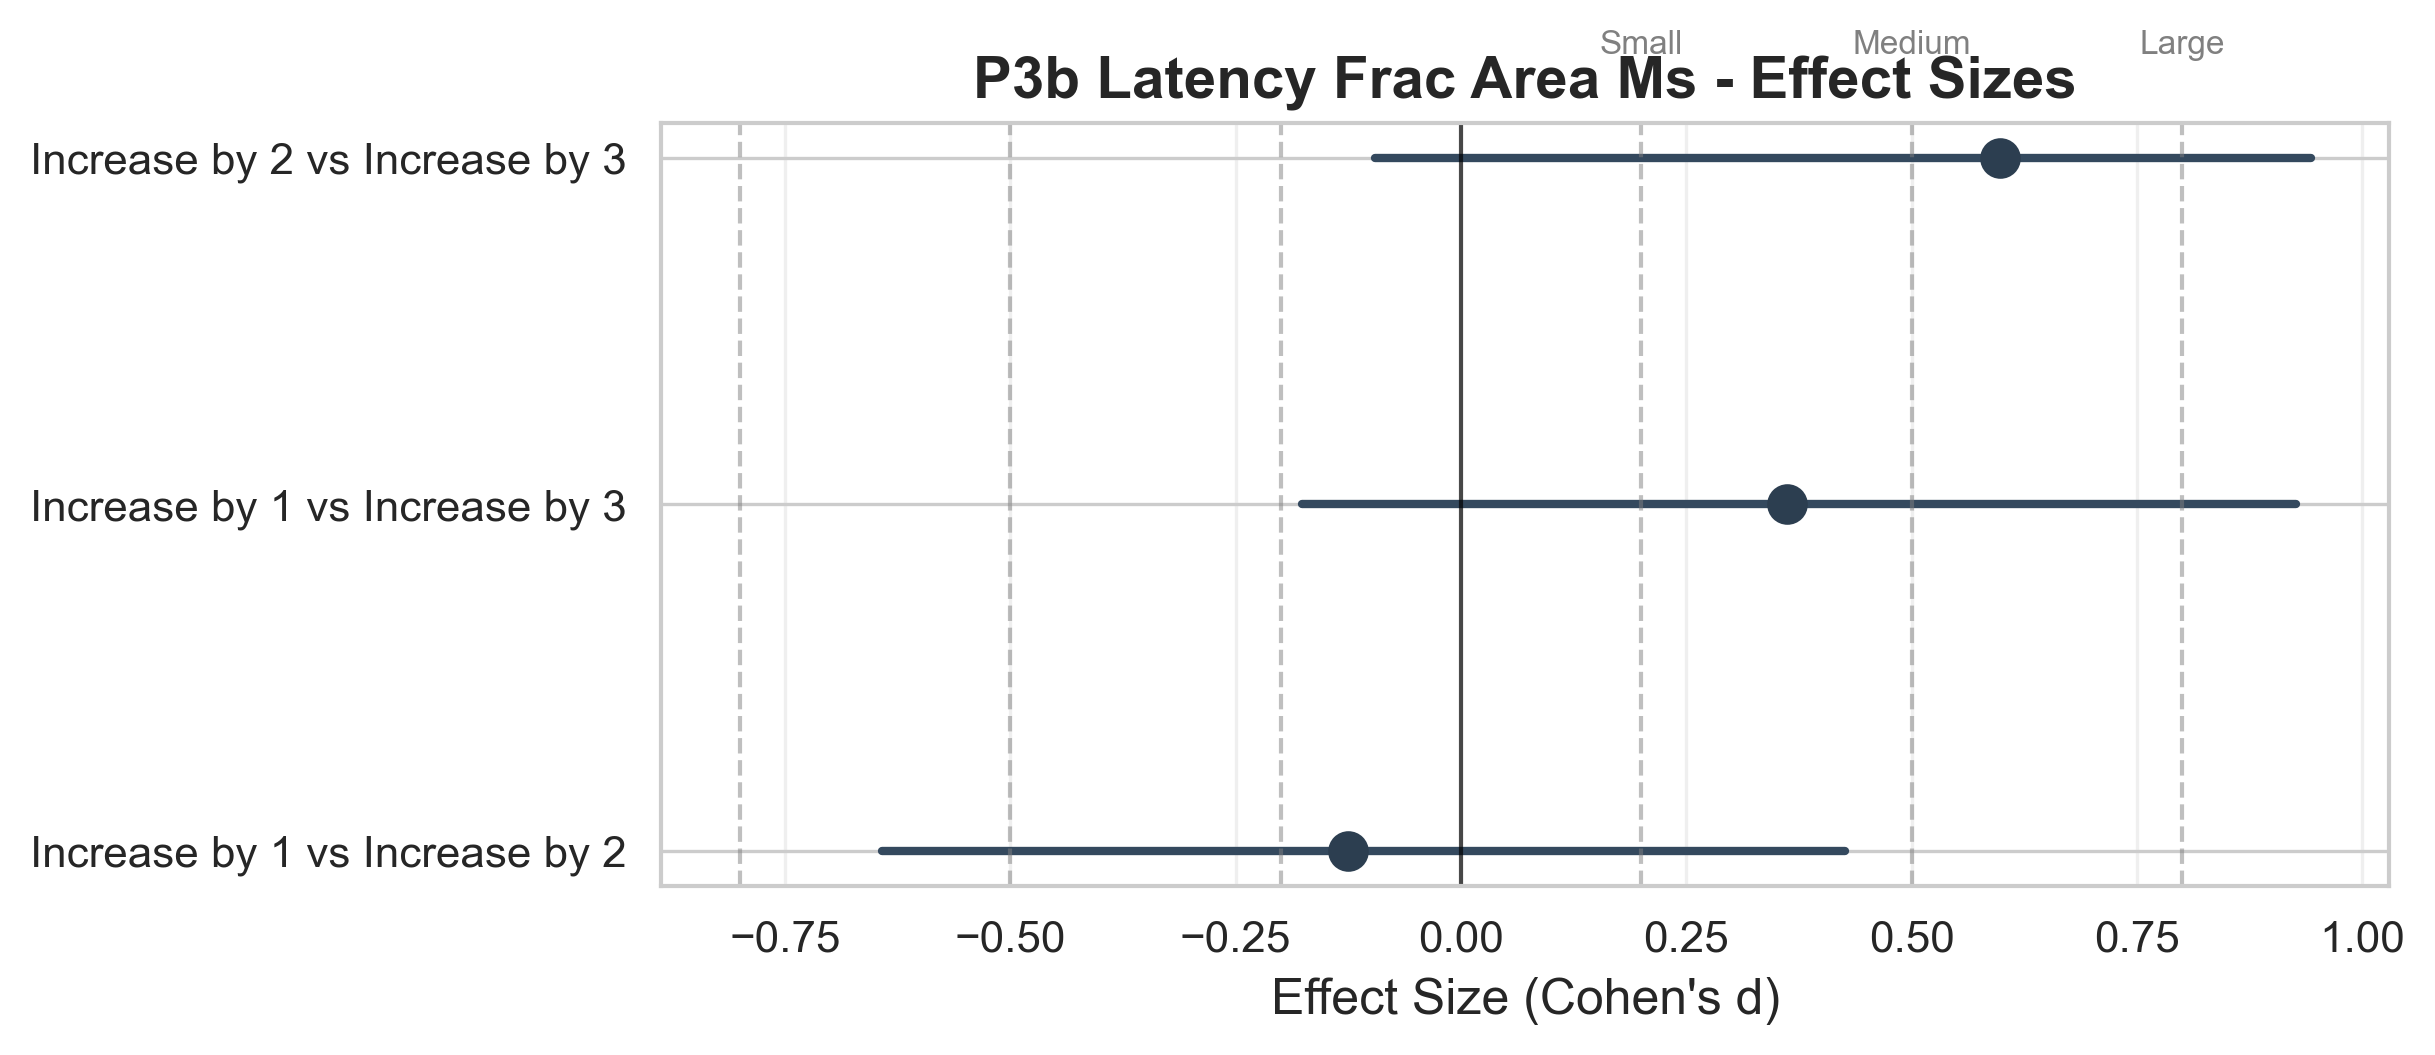 Small Medium Large
P3b Latency Frac Area Ms - Effect Sizes
Increase by 2 vs Increase by 3
Increase by 1 vs Increase by 3
Increase by 1 vs Increase by 2
−0.75 −0.50 −0.25 0.00 0.25 0.50 0.75 1.00
Effect Size (Cohen's d)